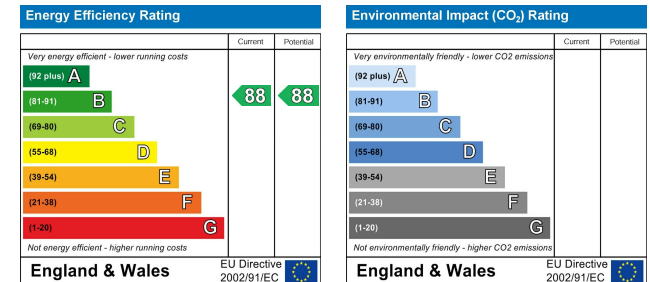 Energy Efficiency Rating
Current Potential
Very energy efficient - lower running costs
(92 plus) A
(81-91) B 88 88
(69-80) C
(55-68) D
(39-54) E
(21-38) F
(1-20) G
Not energy efficient - higher running costs
England & Wales
EU Directive
2002/91/EC
Environmental Impact (CO₂) Rating
Current Potential
Very environmentally friendly - lower CO2 emissions
(92 plus) A
(81-91) B
(69-80) C
(55-68) D
(39-54) E
(21-38) F
(1-20) G
Not environmentally friendly - higher CO2 emissions
England & Wales
EU Directive
2002/91/EC